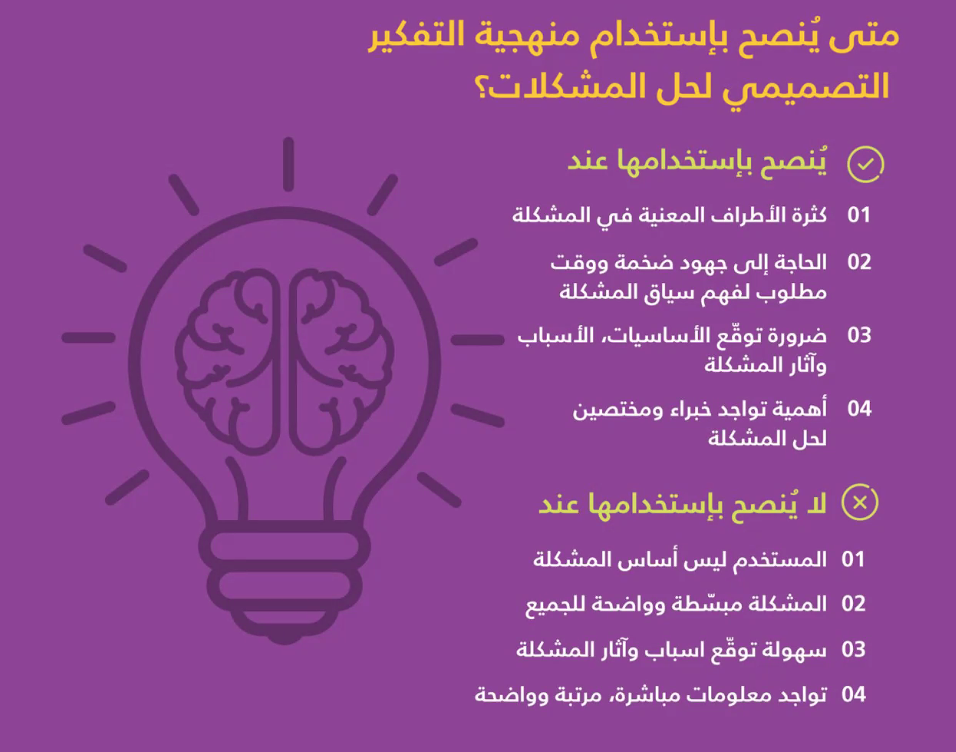 متى يُنصح بإستخدام منهجية التفكير
التصميمي لحل المشكلات؟
يُنصح بإستخدامها عند
01 كثرة الأطراف المعنية في المشكلة
02 الحاجة إلى جهود ضخمة ووقت
مطلوب لفهم سياق المشكلة
03 ضرورة توقّع الأساسيات، الأسباب
وآثار المشكلة
04 أهمية تواجد خبراء ومختصين
لحل المشكلة
لا يُنصح بإستخدامها عند
01 المستخدم ليس أساس المشكلة
02 المشكلة مبسّطة وواضحة للجميع
03 سهولة توقّع اسباب وآثار المشكلة
04 تواجد معلومات مباشرة، مرتبة وواضحة